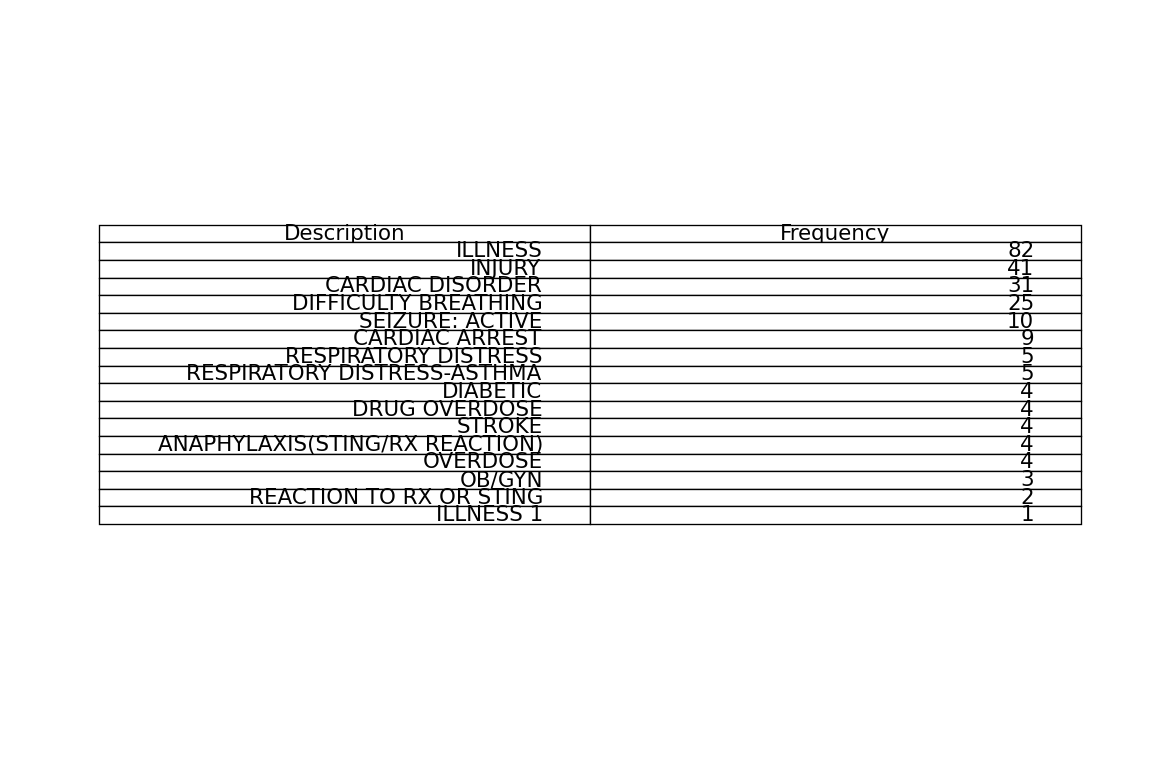 Description Frequency
ILLNESS 82
INJURY 41
CARDIAC DISORDER 31
DIFFICULTY BREATHING 25
SEIZURE: ACTIVE 10
CARDIAC ARREST 9
RESPIRATORY DISTRESS 5
RESPIRATORY DISTRESS-ASTHMA 5
DIABETIC 4
DRUG OVERDOSE 4
STROKE 4
ANAPHYLAXIS(STING/RX REACTION) 4
OVERDOSE 4
OB/GYN 3
REACTION TO RX OR STING 2
ILLNESS 1 1